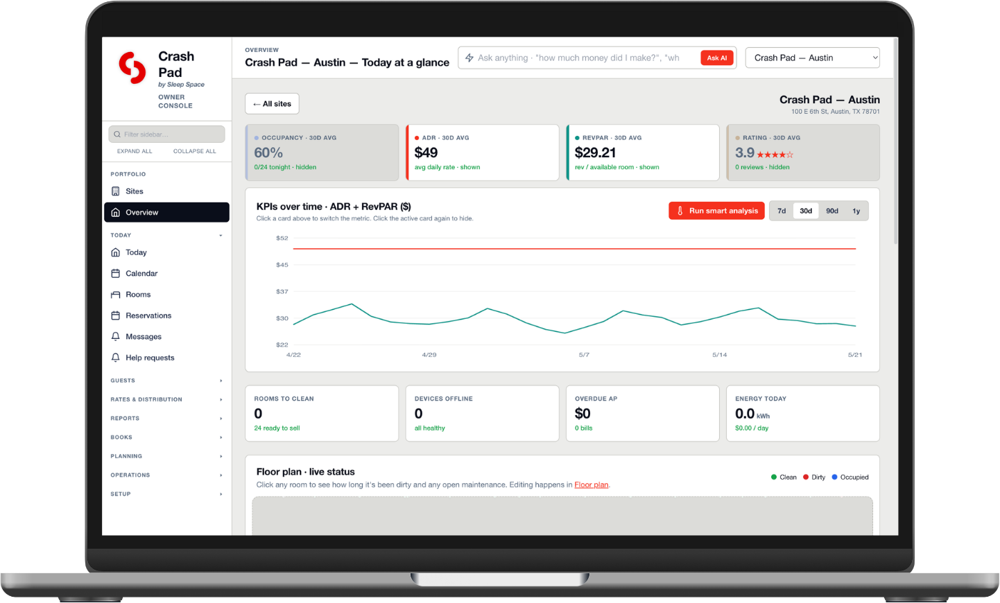 Crash
Pad
by Sleep Space
OWNER
CONSOLE
Filter sidebar...
EXPAND ALL
COLLAPSE ALL
PORTFOLIO
Sites
Overview
TODAY
Today
Calendar
Rooms
Reservations
Messages
Help requests
GUESTS
RATES & DISTRIBUTION
REPORTS
BOOKS
PLANNING
OPERATIONS
SETUP
OVERVIEW
Crash Pad — Austin — Today at a glance
Ask anything · "how much money did I make?", "wh
Ask AI
Crash Pad — Austin
← All sites
Crash Pad — Austin
100 E 6th St, Austin, TX 78701
OCCUPANCY · 30D AVG
60%
0/24 tonight · hidden
ADR · 30D AVG
$49
avg daily rate · shown
REVPAR · 30D AVG
$29.21
rev / available room · shown
RATING · 30D AVG
3.9 ★★★★☆
0 reviews · hidden
KPIs over time · ADR + RevPAR ($)
Click a card above to switch the metric. Click the active card again to hide.
Run smart analysis
7d 30d 90d 1y
$52
$45
$37
$30
$22
4/22 4/29 5/7 5/14 5/21
ROOMS TO CLEAN
0
24 ready to sell
DEVICES OFFLINE
0
all healthy
OVERDUE AP
$0
0 bills
ENERGY TODAY
0.0 kWh
$0.00 / day
Floor plan · live status
Click any room to see how long it's been dirty and any open maintenance. Editing happens in Floor plan.
Clean Dirty Occupied